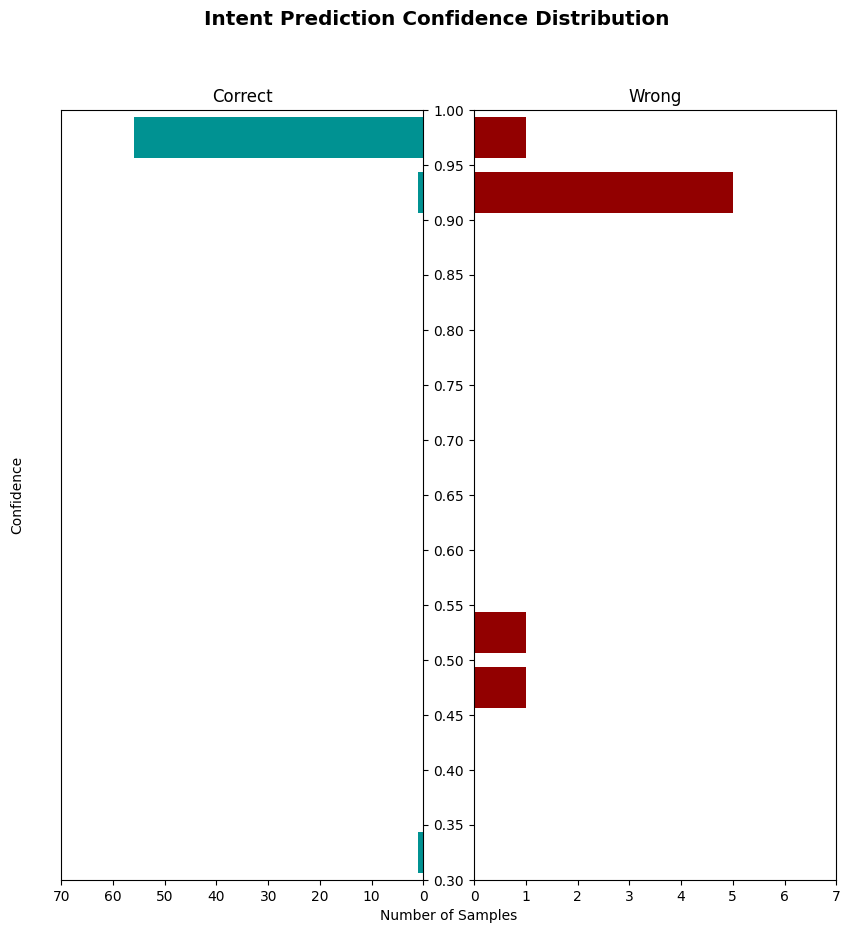 Intent Prediction Confidence Distribution
Correct
Wrong
1.00
0.95
0.90
0.85
0.80
0.75
0.70
0.65
0.60
0.55
0.50
0.45
0.40
0.35
0.30
Confidence
70 60 50 40 30 20 10 0
0 1 2 3 4 5 6 7
Number of Samples